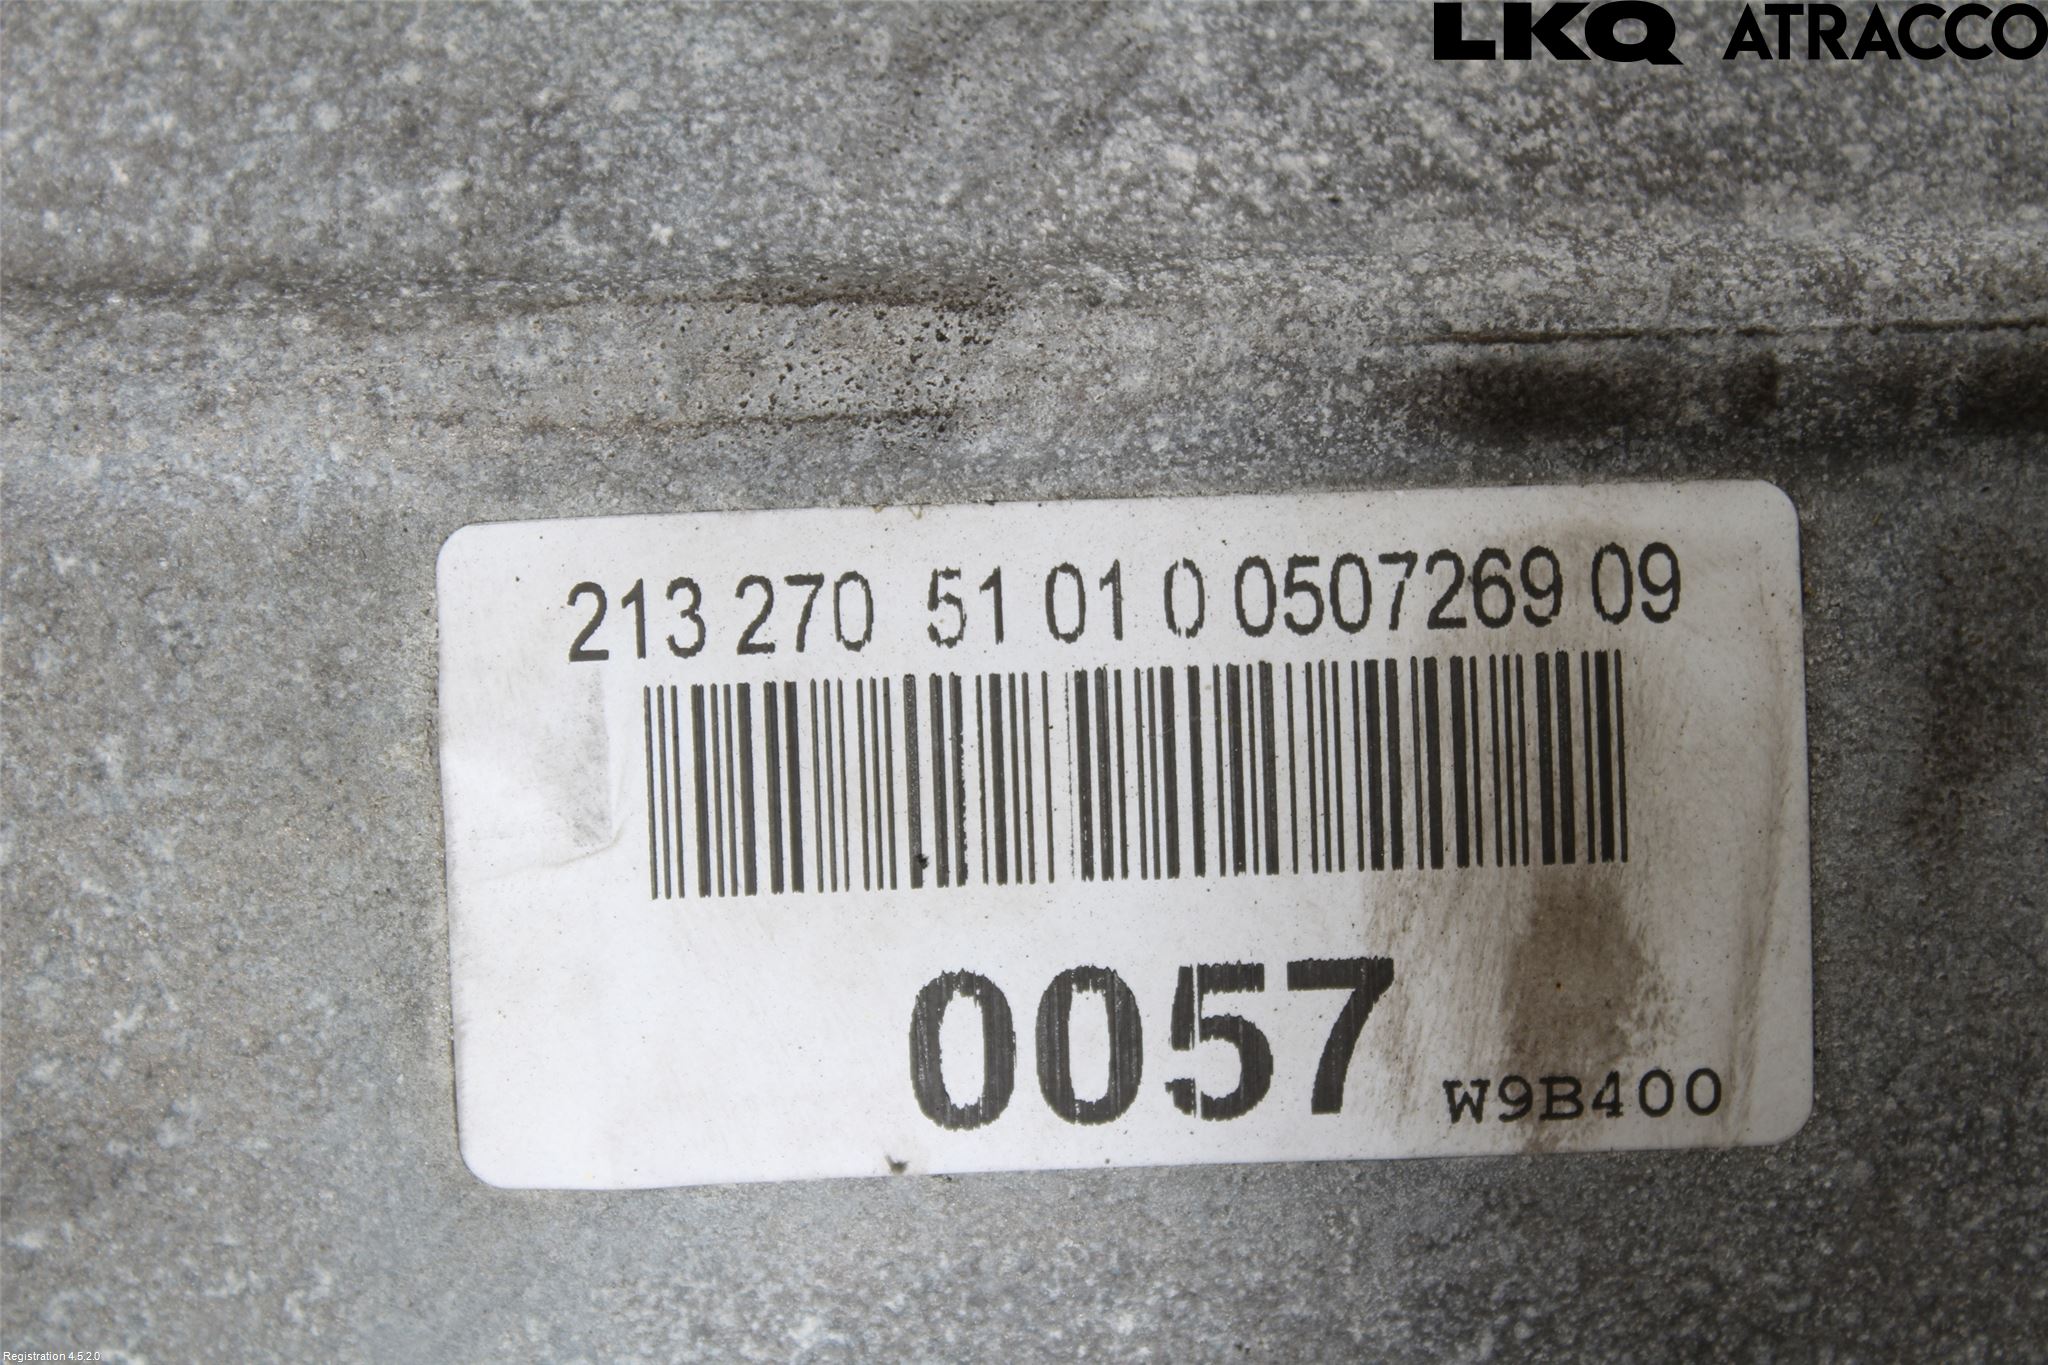 LKQ ATRACCO
213 270 51 01 0 0507269 09
0057
W9B400
Registration 4.5.2.0